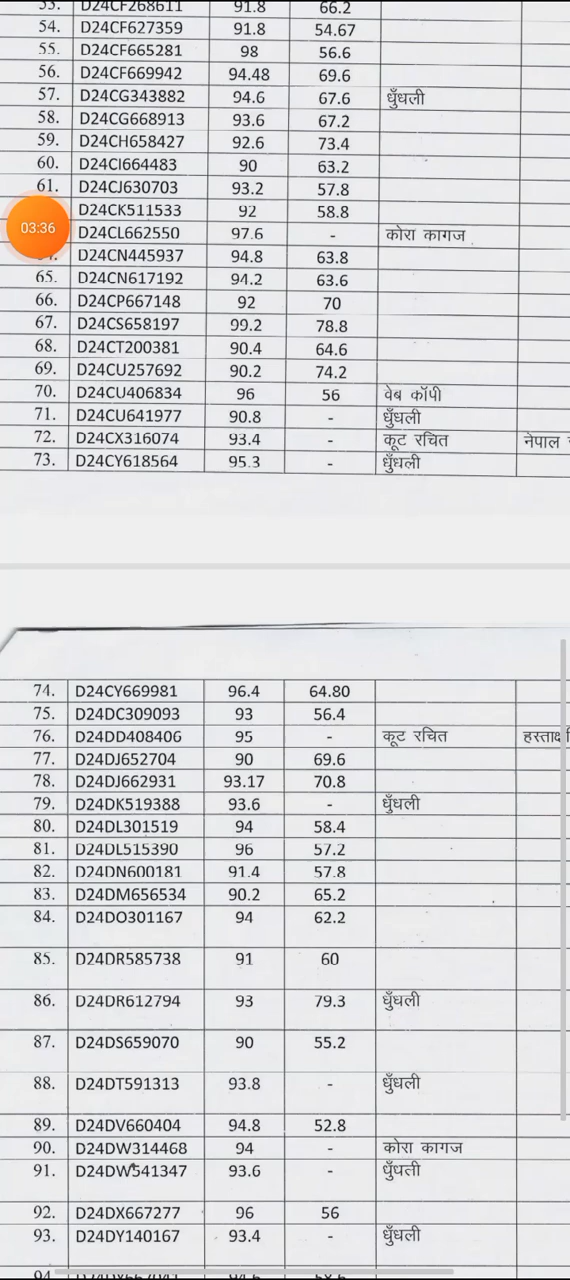 53. D24CF268611 91.8 66.2
54. D24CF627359 91.8 54.67
55. D24CF665281 98 56.6
56. D24CF669942 94.48 69.6
57. D24CG343882 94.6 67.6 धुँधली
58. D24CG668913 93.6 67.2
59. D24CH658427 92.6 73.4
60. D24CI664483 90 63.2
61. D24CJ630703 93.2 57.8
D24CK511533 92 58.8
03:36
D24CL662550 97.6 - कोरा कागज
D24CN445937 94.8 63.8
65. D24CN617192 94.2 63.6
66. D24CP667148 92 70
67. D24CS658197 99.2 78.8
68. D24CT200381 90.4 64.6
69. D24CU257692 90.2 74.2
70. D24CU406834 96 56 वेब कॉपी
71. D24CU641977 90.8 - धुँधली
72. D24CX316074 93.4 - कूट रचित नेपाल
73. D24CY618564 95.3 - धुँधली
74. D24CY669981 96.4 64.80
75. D24DC309093 93 56.4
76. D24DD408406 95 - कूट रचित
77. D24DJ652704 90 69.6
78. D24DJ662931 93.17 70.8
79. D24DK519388 93.6 - धुँधली
80. D24DL301519 94 58.4
81. D24DL515390 96 57.2
82. D24DN600181 91.4 57.8
83. D24DM656534 90.2 65.2
84. D24DO301167 94 62.2
85. D24DR585738 91 60
86. D24DR612794 93 79.3 धुँधली
87. D24DS659070 90 55.2
88. D24DT591313 93.8 - धुँधली
89. D24DV660404 94.8 52.8
90. D24DW314468 94 - कोरा कागज
91. D24DW541347 93.6 - धुँधली
92. D24DX667277 96 56
93. D24DY140167 93.4 - धुँधली
94.